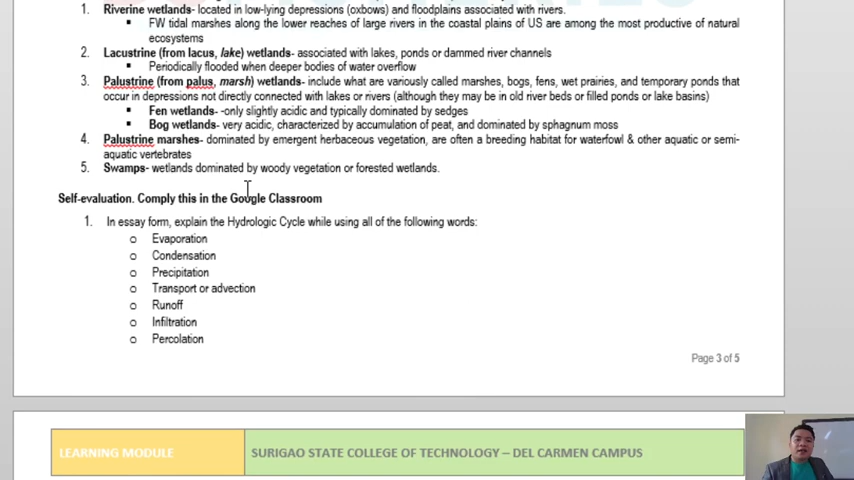 1. Riverine wetlands- located in low-lying depressions (oxbows) and floodplains associated with rivers.
▪ FW tidal marshes along the lower reaches of large rivers in the coastal plains of US are among the most productive of natural
ecosystems
2. Lacustrine (from lacus, lake) wetlands- associated with lakes, ponds or dammed river channels
▪ Periodically flooded when deeper bodies of water overflow
3. Palustrine (from palus, marsh) wetlands- include what are variously called marshes, bogs, fens, wet prairies, and temporary ponds that
occur in depressions not directly connected with lakes or rivers (although they may be in old river beds or filled ponds or lake basins)
▪ Fen wetlands- -only slightly acidic and typically dominated by sedges
▪ Bog wetlands- very acidic, characterized by accumulation of peat, and dominated by sphagnum moss
4. Palustrine marshes- dominated by emergent herbaceous vegetation, are often a breeding habitat for waterfowl & other aquatic or semi-
aquatic vertebrates
5. Swamps- wetlands dominated by woody vegetation or forested wetlands.
Self-evaluation. Comply this in the Google Classroom
1. In essay form, explain the Hydrologic Cycle while using all of the following words:
o Evaporation
o Condensation
o Precipitation
o Transport or advection
o Runoff
o Infiltration
o Percolation
Page 3 of 5
LEARNING MODULE SURIGAO STATE COLLEGE OF TECHNOLOGY – DEL CARMEN CAMPUS